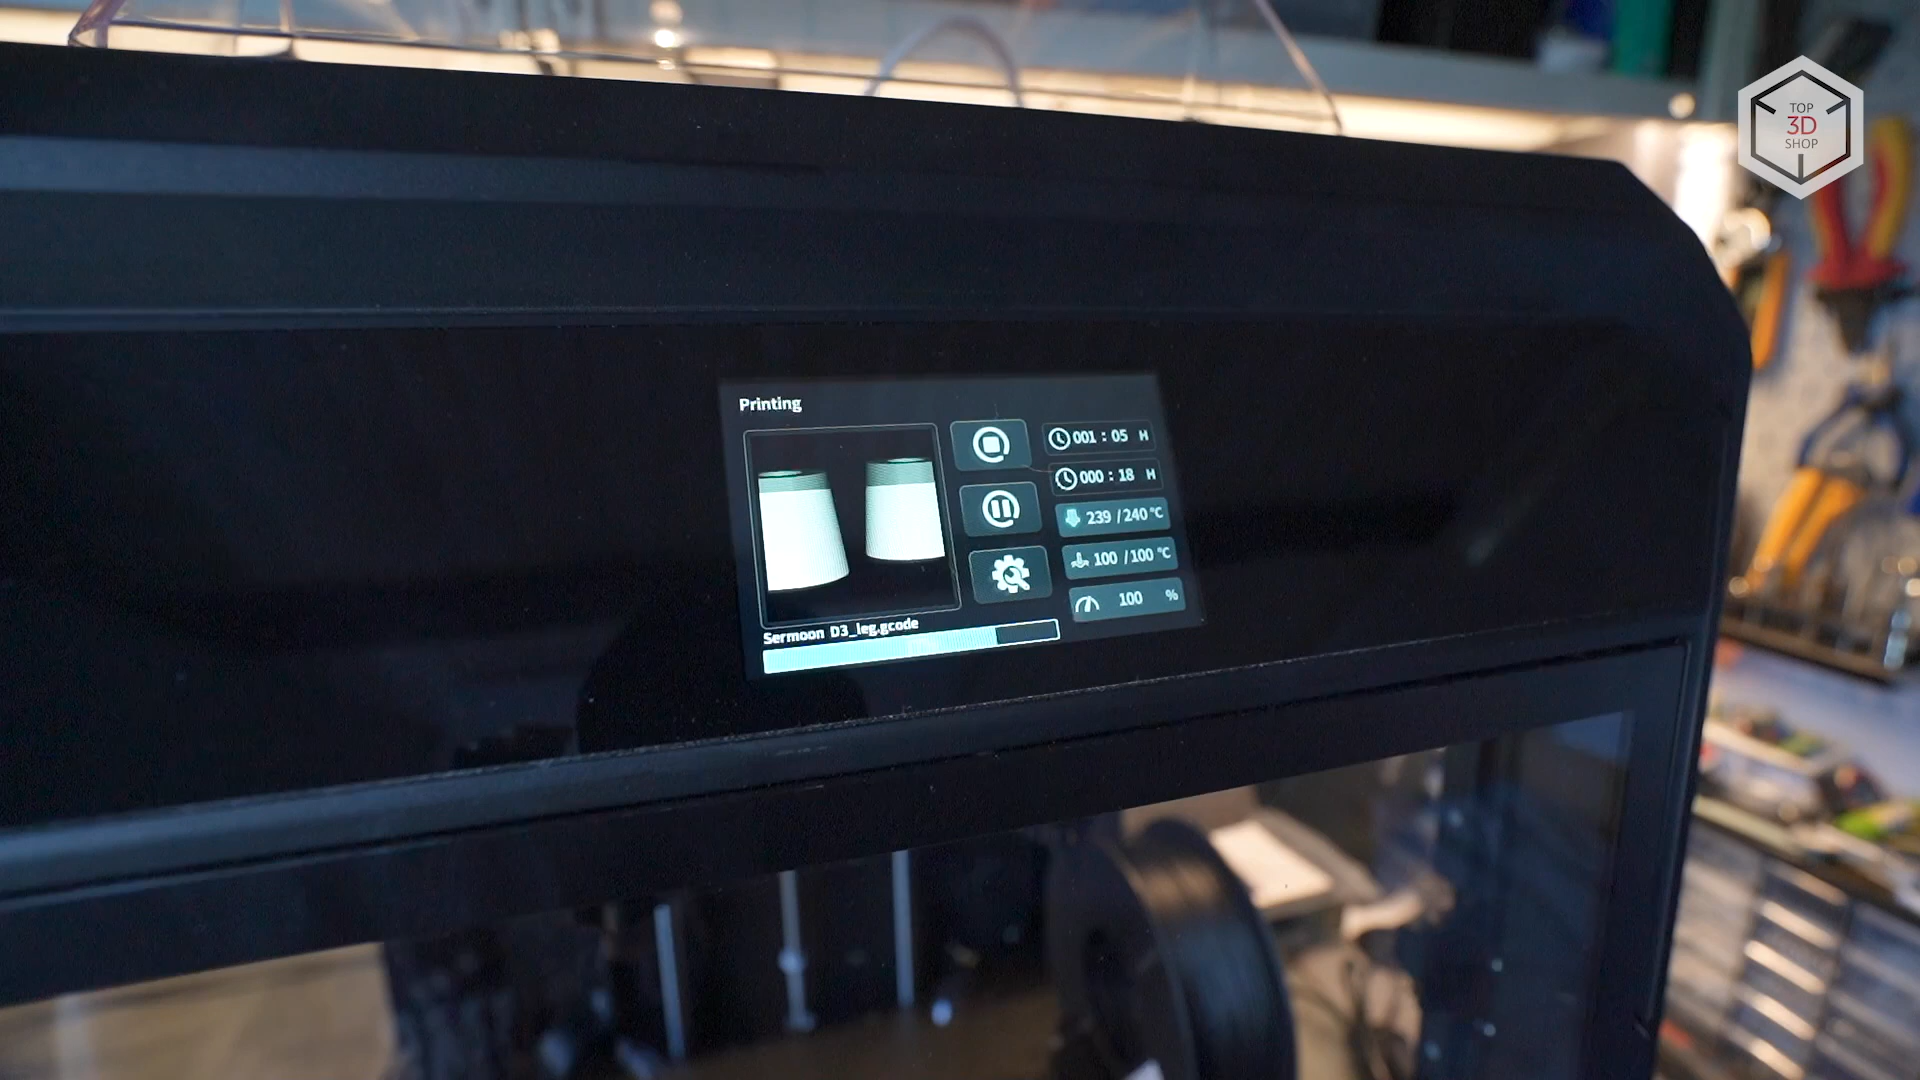 TOP
3D
SHOP
Printing
001 : 05 H
000 : 18 H
239 / 240 °C
100 / 100 °C
100 %
Sermoon D3_leg.gcode